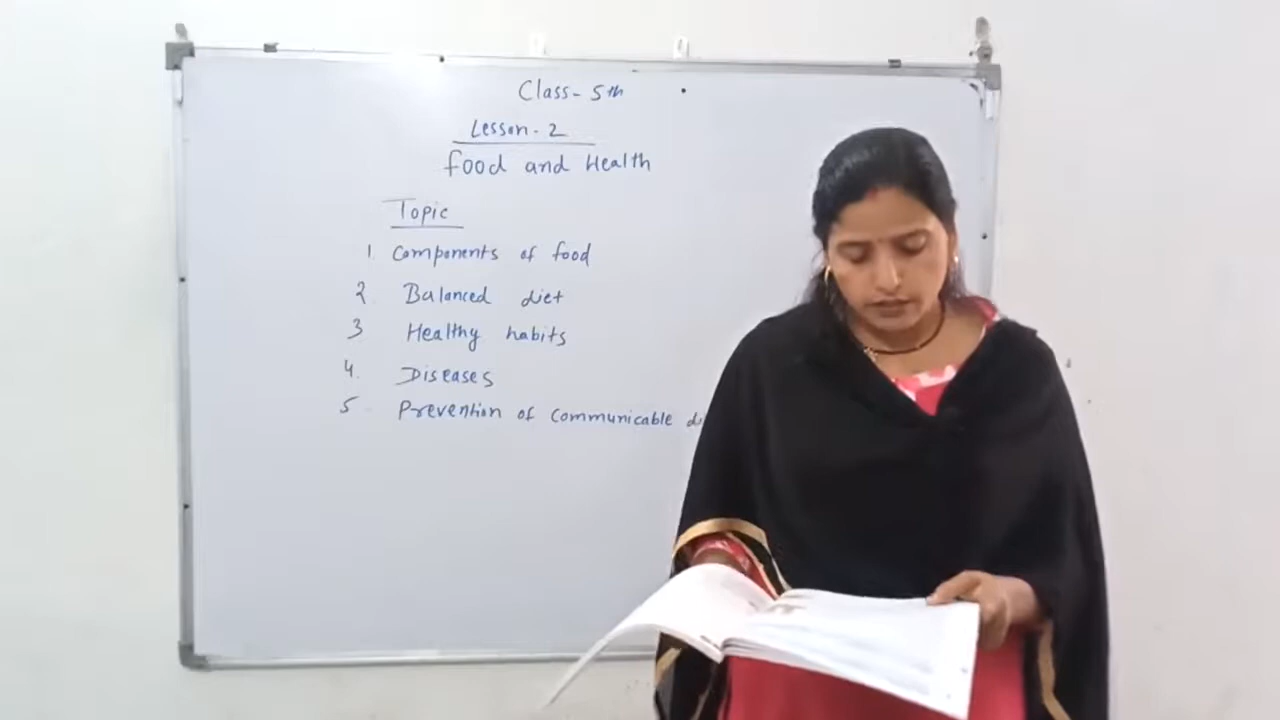 Class - 5th
Lesson - 2
Food and Health
Topic
1. Components of food
2. Balanced diet
3 Healthy habits
4. Diseases
5 Prevention of communicable